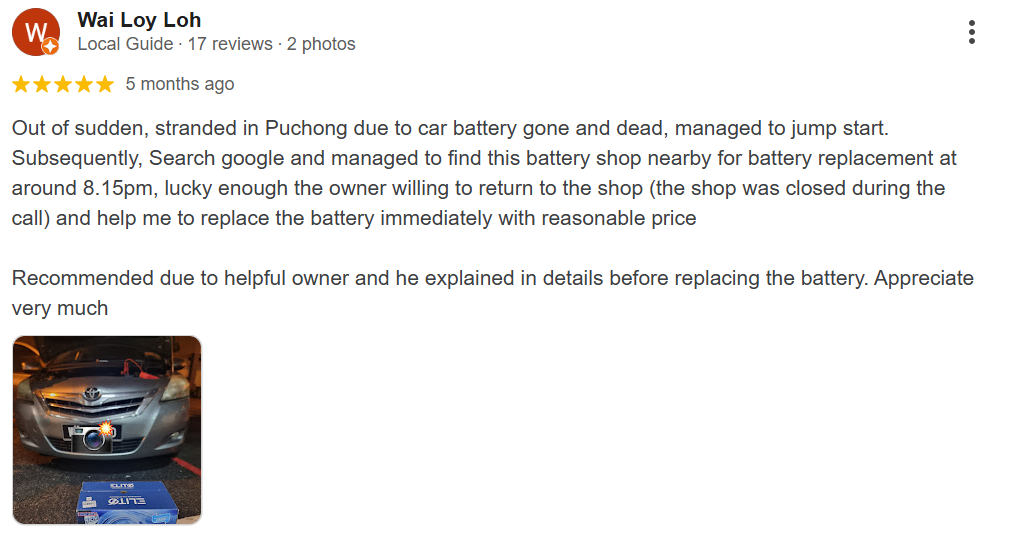 W
Wai Loy Loh
Local Guide · 17 reviews · 2 photos
5 months ago
Out of sudden, stranded in Puchong due to car battery gone and dead, managed to jump start.
Subsequently, Search google and managed to find this battery shop nearby for battery replacement at
around 8.15pm, lucky enough the owner willing to return to the shop (the shop was closed during the
call) and help me to replace the battery immediately with reasonable price
Recommended due to helpful owner and he explained in details before replacing the battery. Appreciate
very much
ELITO
ELITO